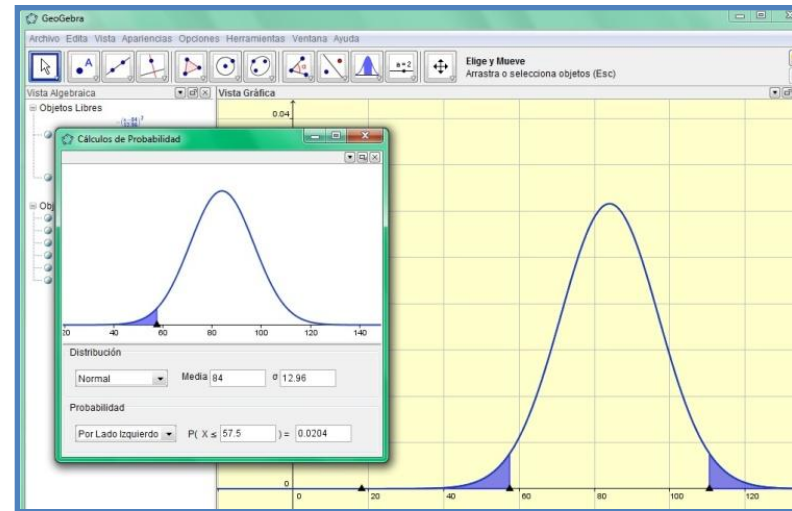 GeoGebra
Archivo Edita Vista Apariencias Opciones Herramientas Ventana Ayuda
A
a=2
Elige y Mueve
Arrastra o selecciona objetos (Esc)
Vista Algebraica
Vista Gráfica
Objetos Libres
Obj
Cálculos de Probabilidad
20 40 60 80 100 120 140
Distribución
Normal Media 84 σ 12.96
Probabilidad
Por Lado Izquierdo P( X ≤ 57.5 ) = 0.0204
0.04
0
0 20 40 60 80 100 120